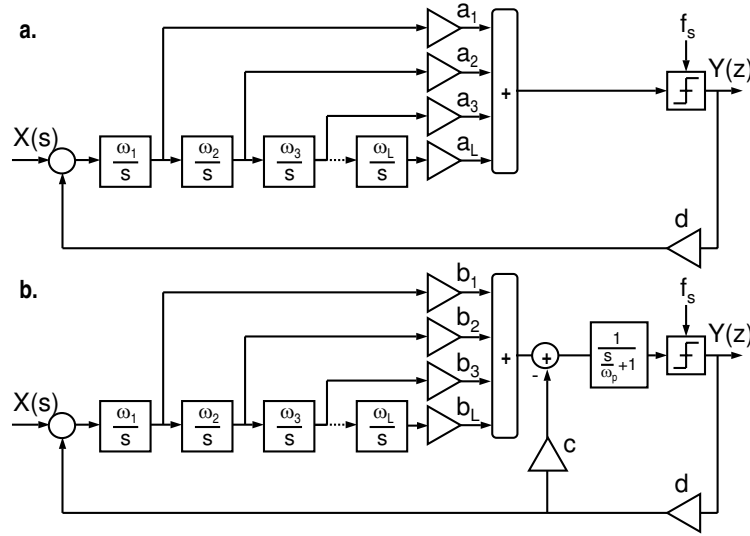 a.
a1
a2
a3
aL
+
fs
Y(z)
X(s)
ω1
s
ω2
s
ω3
s
ωL
s
d
b.
b1
b2
b3
bL
+
+
-
1
s
ωp
+1
fs
Y(z)
X(s)
ω1
s
ω2
s
ω3
s
ωL
s
c
d